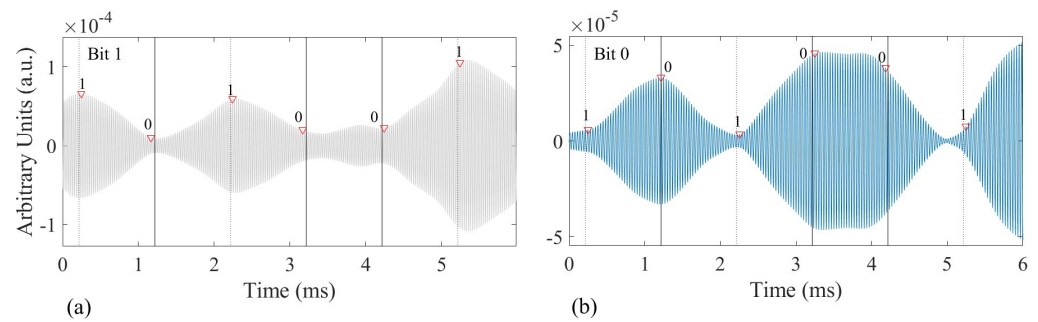 ×10⁻⁴
Bit 1
1 0 1 0 0 1
1
0
-1
Arbitrary Units (a.u.)
0 1 2 3 4 5
Time (ms)
(a)
×10⁻⁵
Bit 0
1 0 1 0 0 1
5
0
-5
0 1 2 3 4 5 6
Time (ms)
(b)